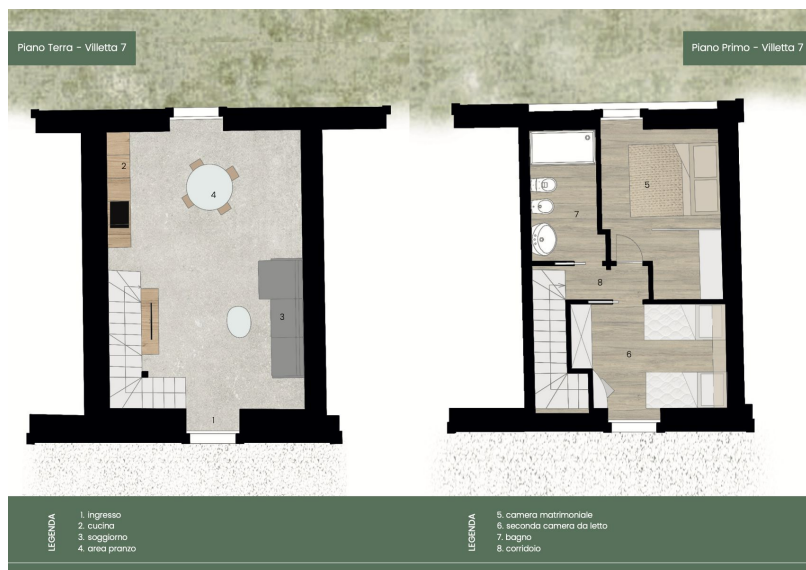 Piano Terra - Villetta 7
Piano Primo - Villetta 7
2
4
3
1
5
7
8
6
LEGENDA
1. ingresso
2. cucina
3. soggiorno
4. area pranzo
LEGENDA
5. camera matrimoniale
6. seconda camera da letto
7. bagno
8. corridoio